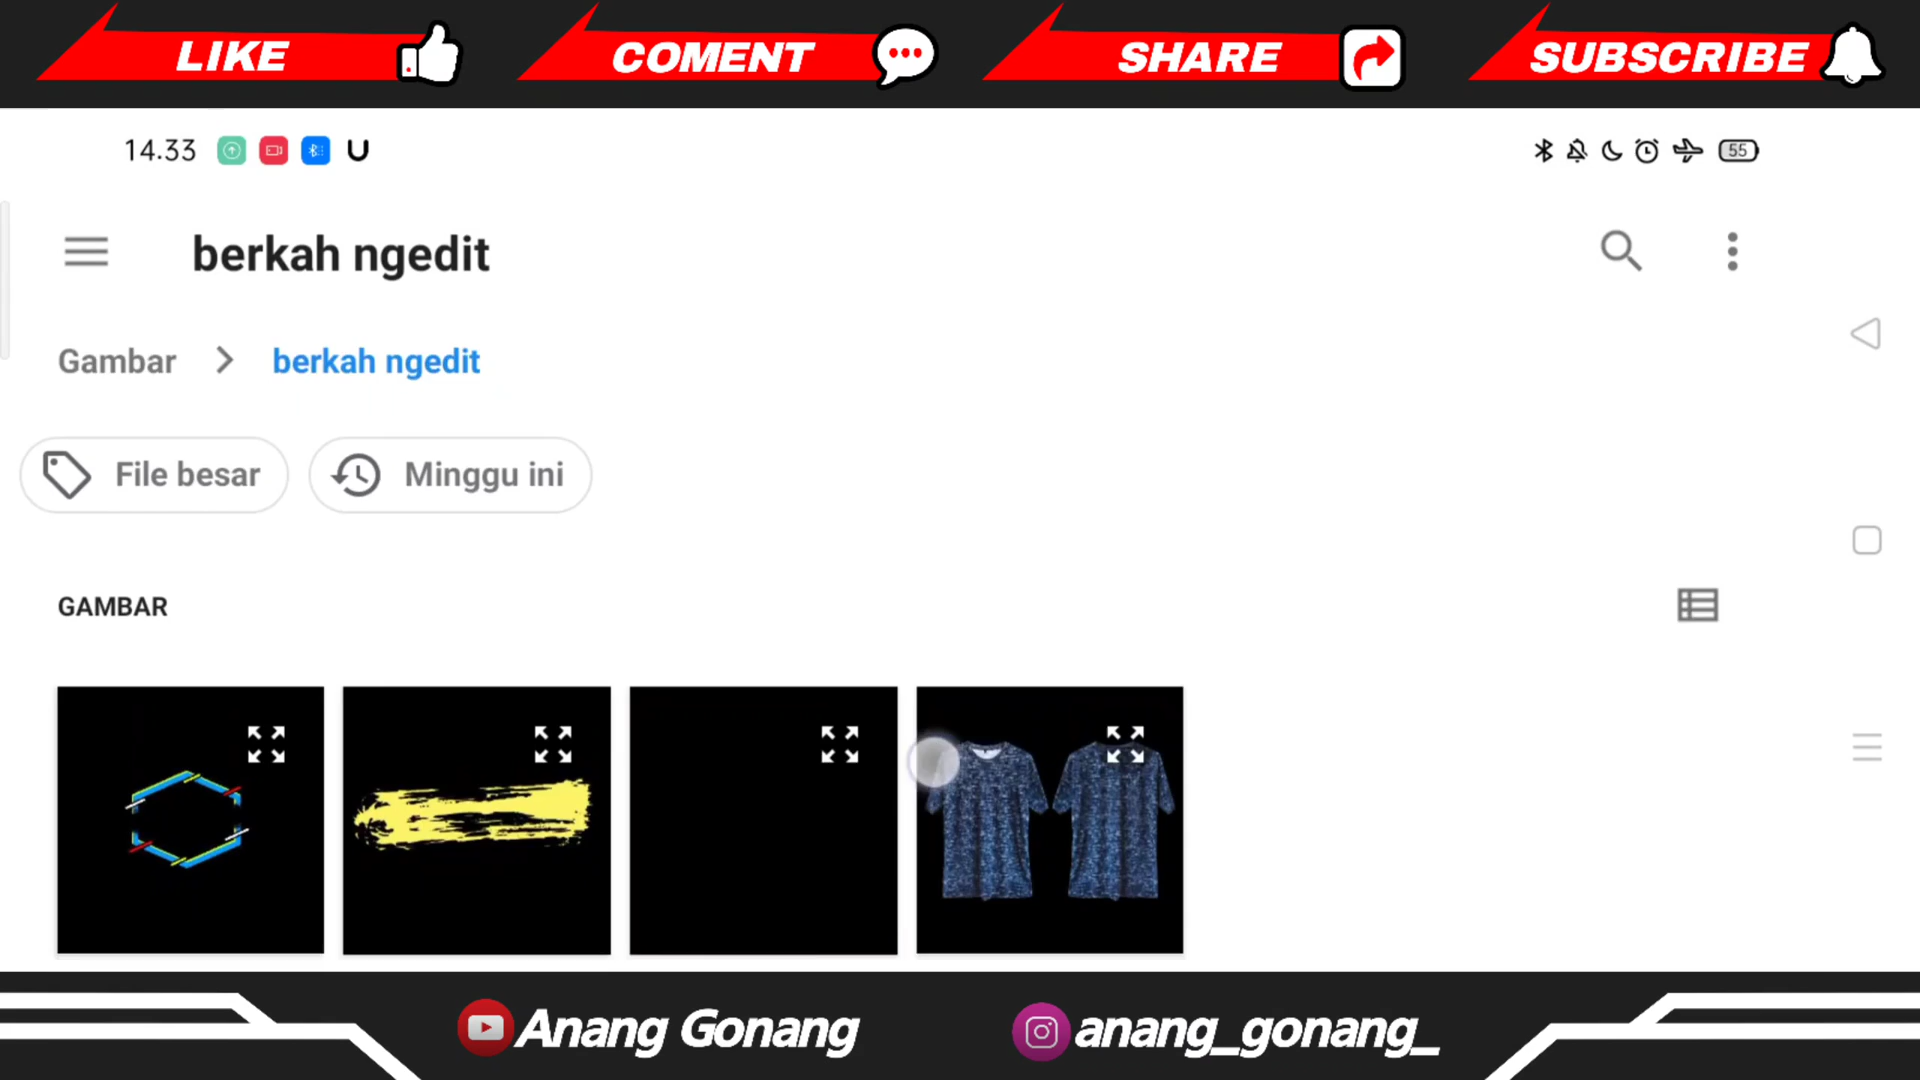 LIKE
COMENT
SHARE
SUBSCRIBE
14.33
55
berkah ngedit
Gambar
berkah ngedit
File besar
Minggu ini
GAMBAR
Anang Gonang
anang_gonang_